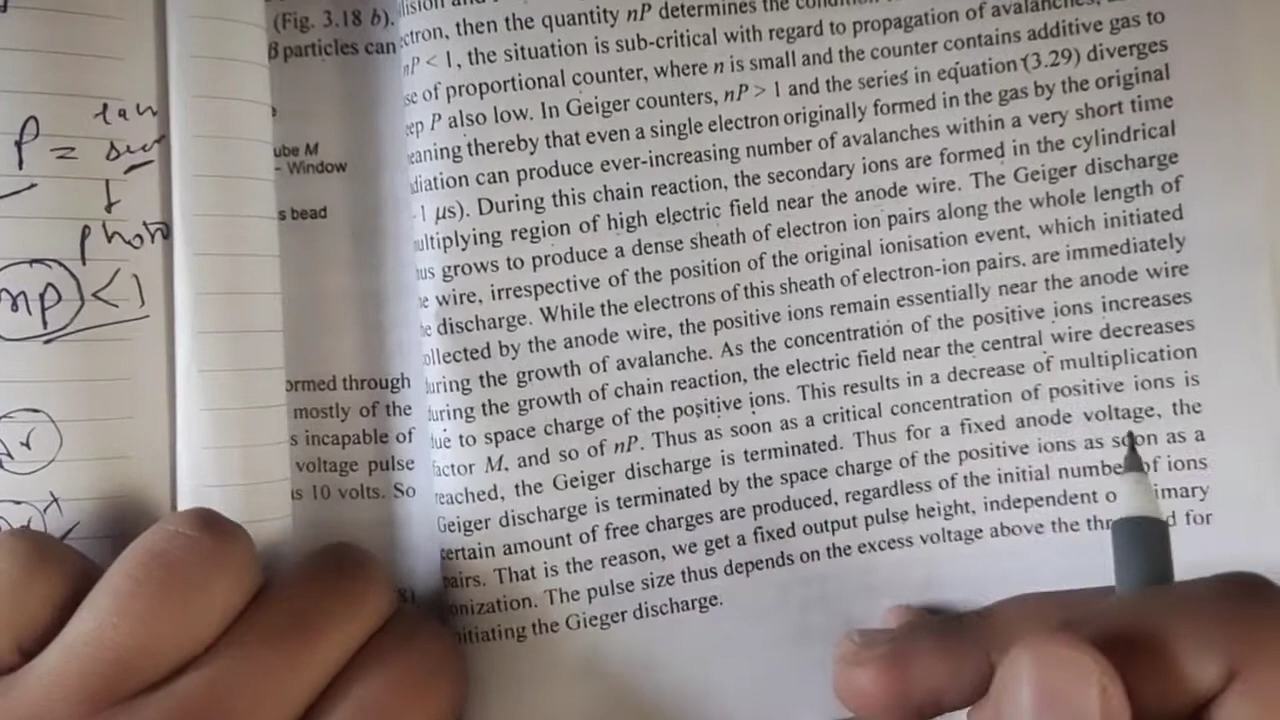 P = tan
sec
photo
np < 1
(Fig. 3.18 b).
β particles can
ube M
- Window
s bead
ormed through
mostly of the
s incapable of
voltage pulse
is 10 volts. So
ctron, then the quantity nP determines the
nP < 1, the situation is sub-critical with regard to propagation of avalanches,
se of proportional counter, where n is small and the counter contains additive gas to
eep P also low. In Geiger counters, nP > 1 and the series in equation (3.29) diverges
eaning thereby that even a single electron originally formed in the gas by the original
diation can produce ever-increasing number of avalanches within a very short time
1 μs). During this chain reaction, the secondary ions are formed in the cylindrical
ultiplying region of high electric field near the anode wire. The Geiger discharge
us grows to produce a dense sheath of electron ion pairs along the whole length of
e wire, irrespective of the position of the original ionisation event, which initiated
e discharge. While the electrons of this sheath of electron-ion pairs. are immediately
ollected by the anode wire, the positive ions remain essentially near the anode wire
during the growth of avalanche. As the concentration of the positive ions increases
during the growth of chain reaction, the electric field near the central wire decreases
due to space charge of the positive ions. This results in a decrease of multiplication
factor M, and so of nP. Thus as soon as a critical concentration of positive ions is
reached, the Geiger discharge is terminated. Thus for a fixed anode voltage, the
Geiger discharge is terminated by the space charge of the positive ions as soon as a
certain amount of free charges are produced, regardless of the initial number of ions
pairs. That is the reason, we get a fixed output pulse height, independent o imary
onization. The pulse size thus depends on the excess voltage above the thr d for
nitiating the Gieger discharge.